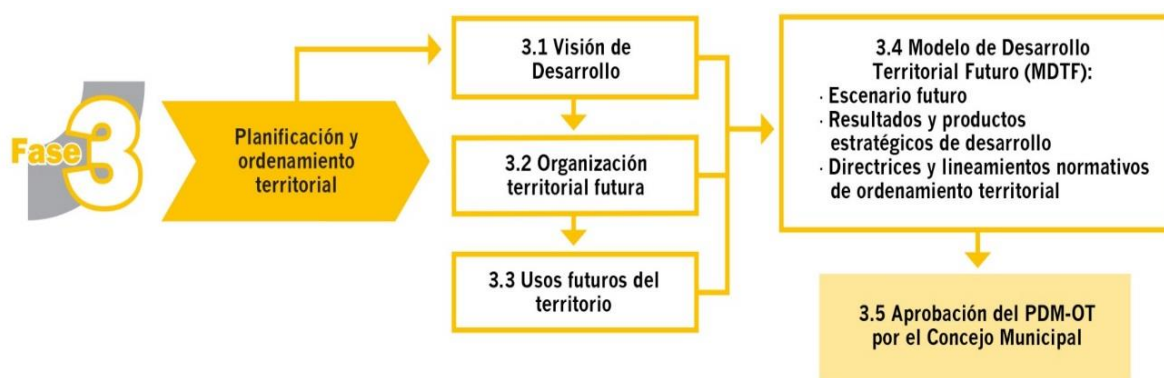 Fase 3
Planificación y
ordenamiento
territorial
3.1 Visión de
Desarrollo
3.2 Organización
territorial futura
3.3 Usos futuros del
territorio
3.4 Modelo de Desarrollo
Territorial Futuro (MDTF):
· Escenario futuro
· Resultados y productos
estratégicos de desarrollo
· Directrices y lineamientos normativos
de ordenamiento territorial
3.5 Aprobación del PDM-OT
por el Concejo Municipal